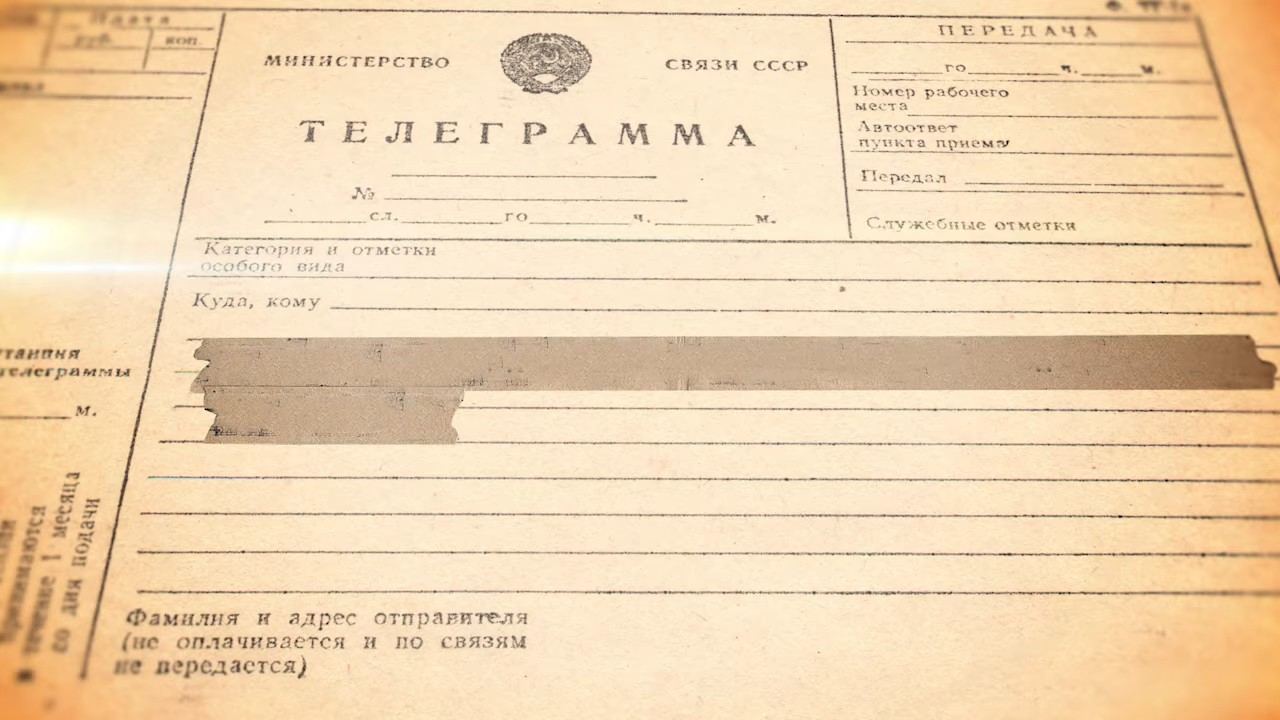 Плата
руб.
коп.
МИНИСТЕРСТВО
СВЯЗИ СССР
ТЕЛЕГРАММА
№
сл. го ч. м.
ПЕРЕДАЧА
го ч. м.
Номер рабочего
места
Автоответ
пункта приема
Передал
Служебные отметки
Категория и отметки
особого вида
Куда, кому
телеграммы
м.
принимаются
в течение 1 месяца
со дня подачи
Фамилия и адрес отправителя
(не оплачивается и по связям
не передается)